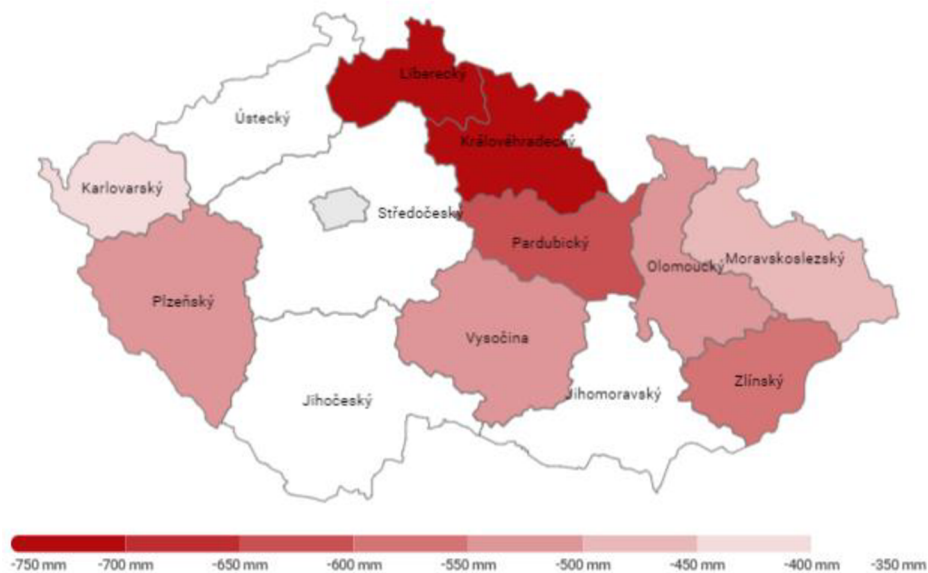 Liberecký
Ústecký
Královéhradecký
Karlovarský
Středočeský
Pardubický
Olomoucký
Moravskoslezský
Plzeňský
Vysočina
Zlínský
Jihočeský
Jihomoravský
-750 mm -700 mm -650 mm -600 mm -550 mm -500 mm -450 mm -400 mm -350 mm